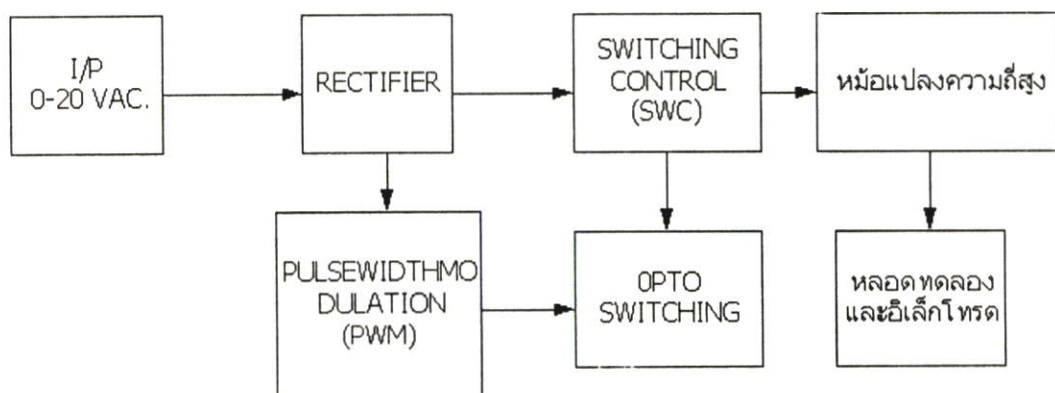 I/P
0-20 VAC.
RECTIFIER
SWITCHING
CONTROL
(SWC)
หม้อแปลงความถี่สูง
PULSEWIDTHMO
DULATION
(PWM)
0PTO
SWITCHING
หลอดทดลอง
และอิเล็กโทรด